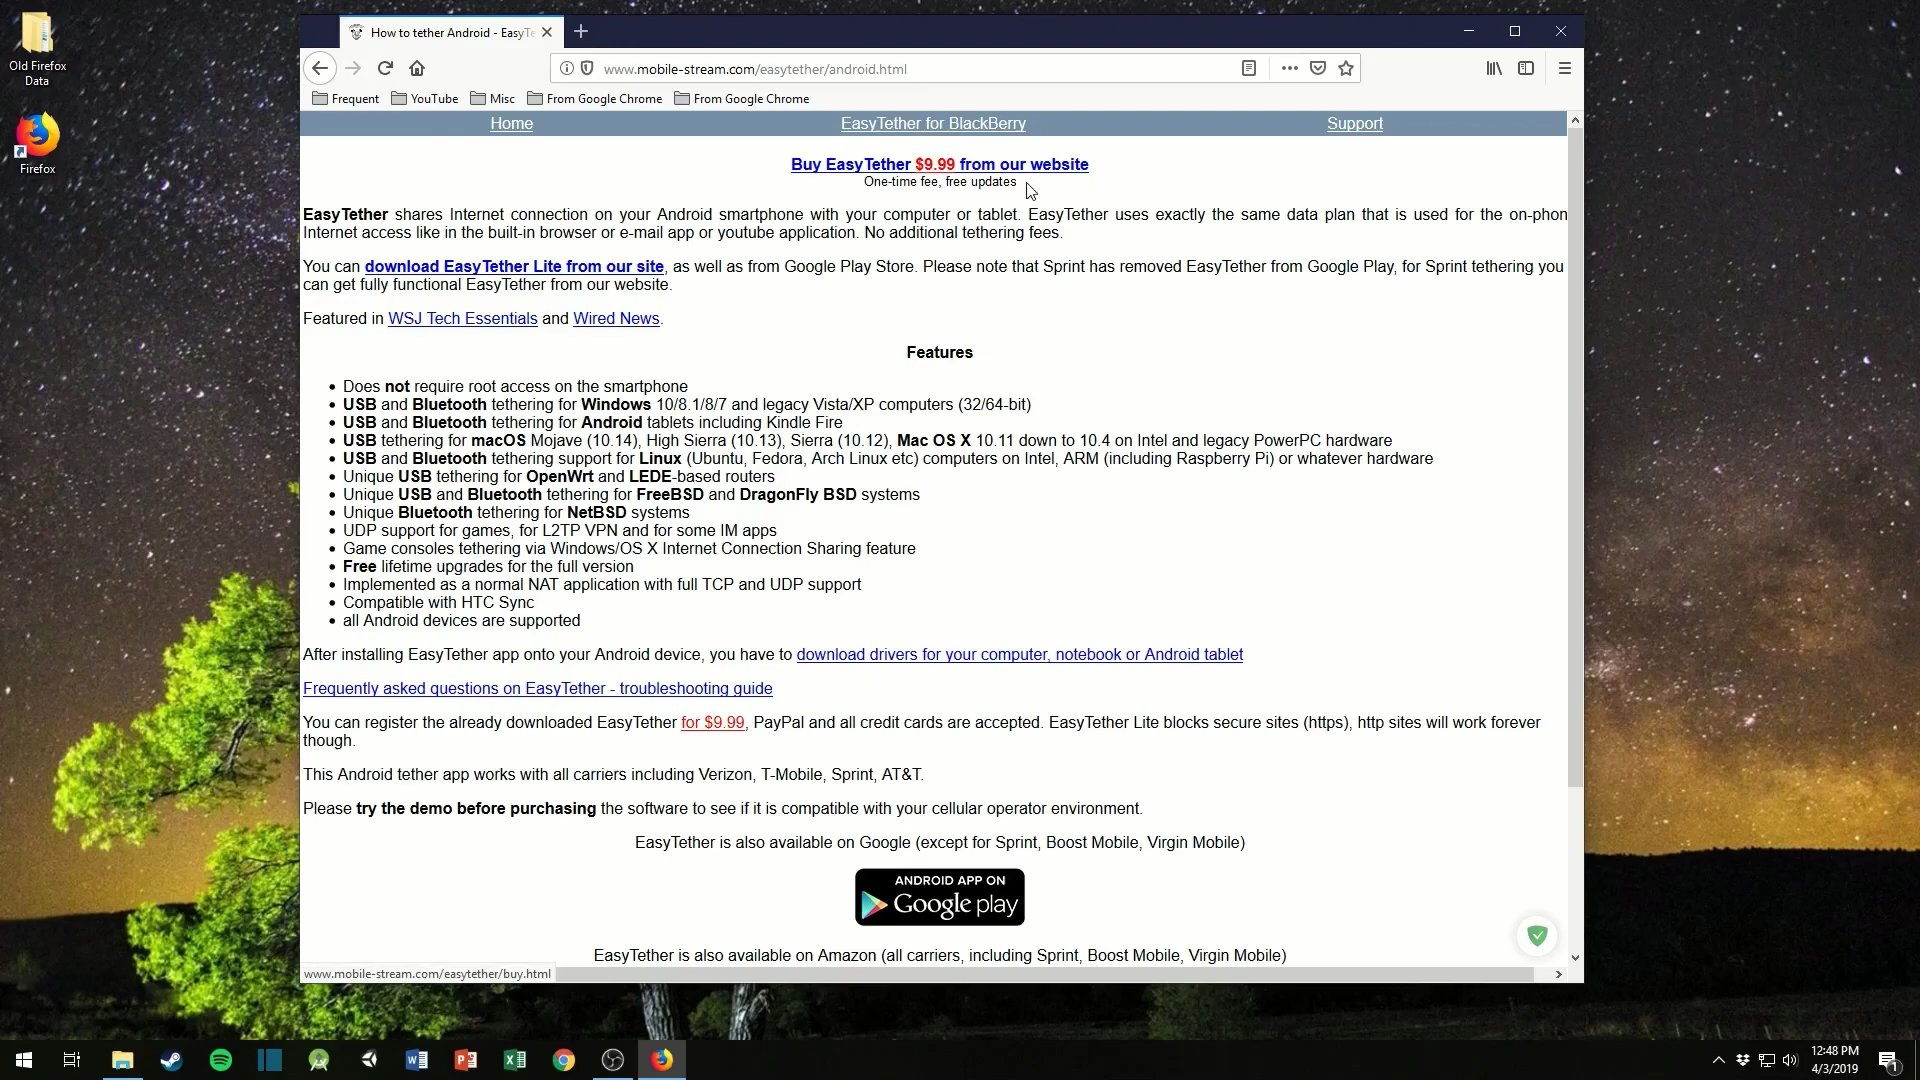 Old Firefox
Data
Firefox
How to tether Android - EasyTe
www.mobile-stream.com/easytether/android.html
Frequent YouTube Misc From Google Chrome From Google Chrome
Home EasyTether for BlackBerry Support
Buy EasyTether $9.99 from our website
One-time fee, free updates
EasyTether shares Internet connection on your Android smartphone with your computer or tablet. EasyTether uses exactly the same data plan that is used for the on-phon
Internet access like in the built-in browser or e-mail app or youtube application. No additional tethering fees.
You can download EasyTether Lite from our site, as well as from Google Play Store. Please note that Sprint has removed EasyTether from Google Play, for Sprint tethering you
can get fully functional EasyTether from our website.
Featured in WSJ Tech Essentials and Wired News.
Features
• Does not require root access on the smartphone
• USB and Bluetooth tethering for Windows 10/8.1/8/7 and legacy Vista/XP computers (32/64-bit)
• USB and Bluetooth tethering for Android tablets including Kindle Fire
• USB tethering for macOS Mojave (10.14), High Sierra (10.13), Sierra (10.12), Mac OS X 10.11 down to 10.4 on Intel and legacy PowerPC hardware
• USB and Bluetooth tethering support for Linux (Ubuntu, Fedora, Arch Linux etc) computers on Intel, ARM (including Raspberry Pi) or whatever hardware
• Unique USB tethering for OpenWrt and LEDE-based routers
• Unique USB and Bluetooth tethering for FreeBSD and DragonFly BSD systems
• Unique Bluetooth tethering for NetBSD systems
• UDP support for games, for L2TP VPN and for some IM apps
• Game consoles tethering via Windows/OS X Internet Connection Sharing feature
• Free lifetime upgrades for the full version
• Implemented as a normal NAT application with full TCP and UDP support
• Compatible with HTC Sync
• all Android devices are supported
After installing EasyTether app onto your Android device, you have to download drivers for your computer, notebook or Android tablet
Frequently asked questions on EasyTether - troubleshooting guide
You can register the already downloaded EasyTether for $9.99, PayPal and all credit cards are accepted. EasyTether Lite blocks secure sites (https), http sites will work forever
though.
This Android tether app works with all carriers including Verizon, T-Mobile, Sprint, AT&T.
Please try the demo before purchasing the software to see if it is compatible with your cellular operator environment.
EasyTether is also available on Google (except for Sprint, Boost Mobile, Virgin Mobile)
ANDROID APP ON
Google play
EasyTether is also available on Amazon (all carriers, including Sprint, Boost Mobile, Virgin Mobile)
www.mobile-stream.com/easytether/buy.html
12:48 PM
4/3/2019
1